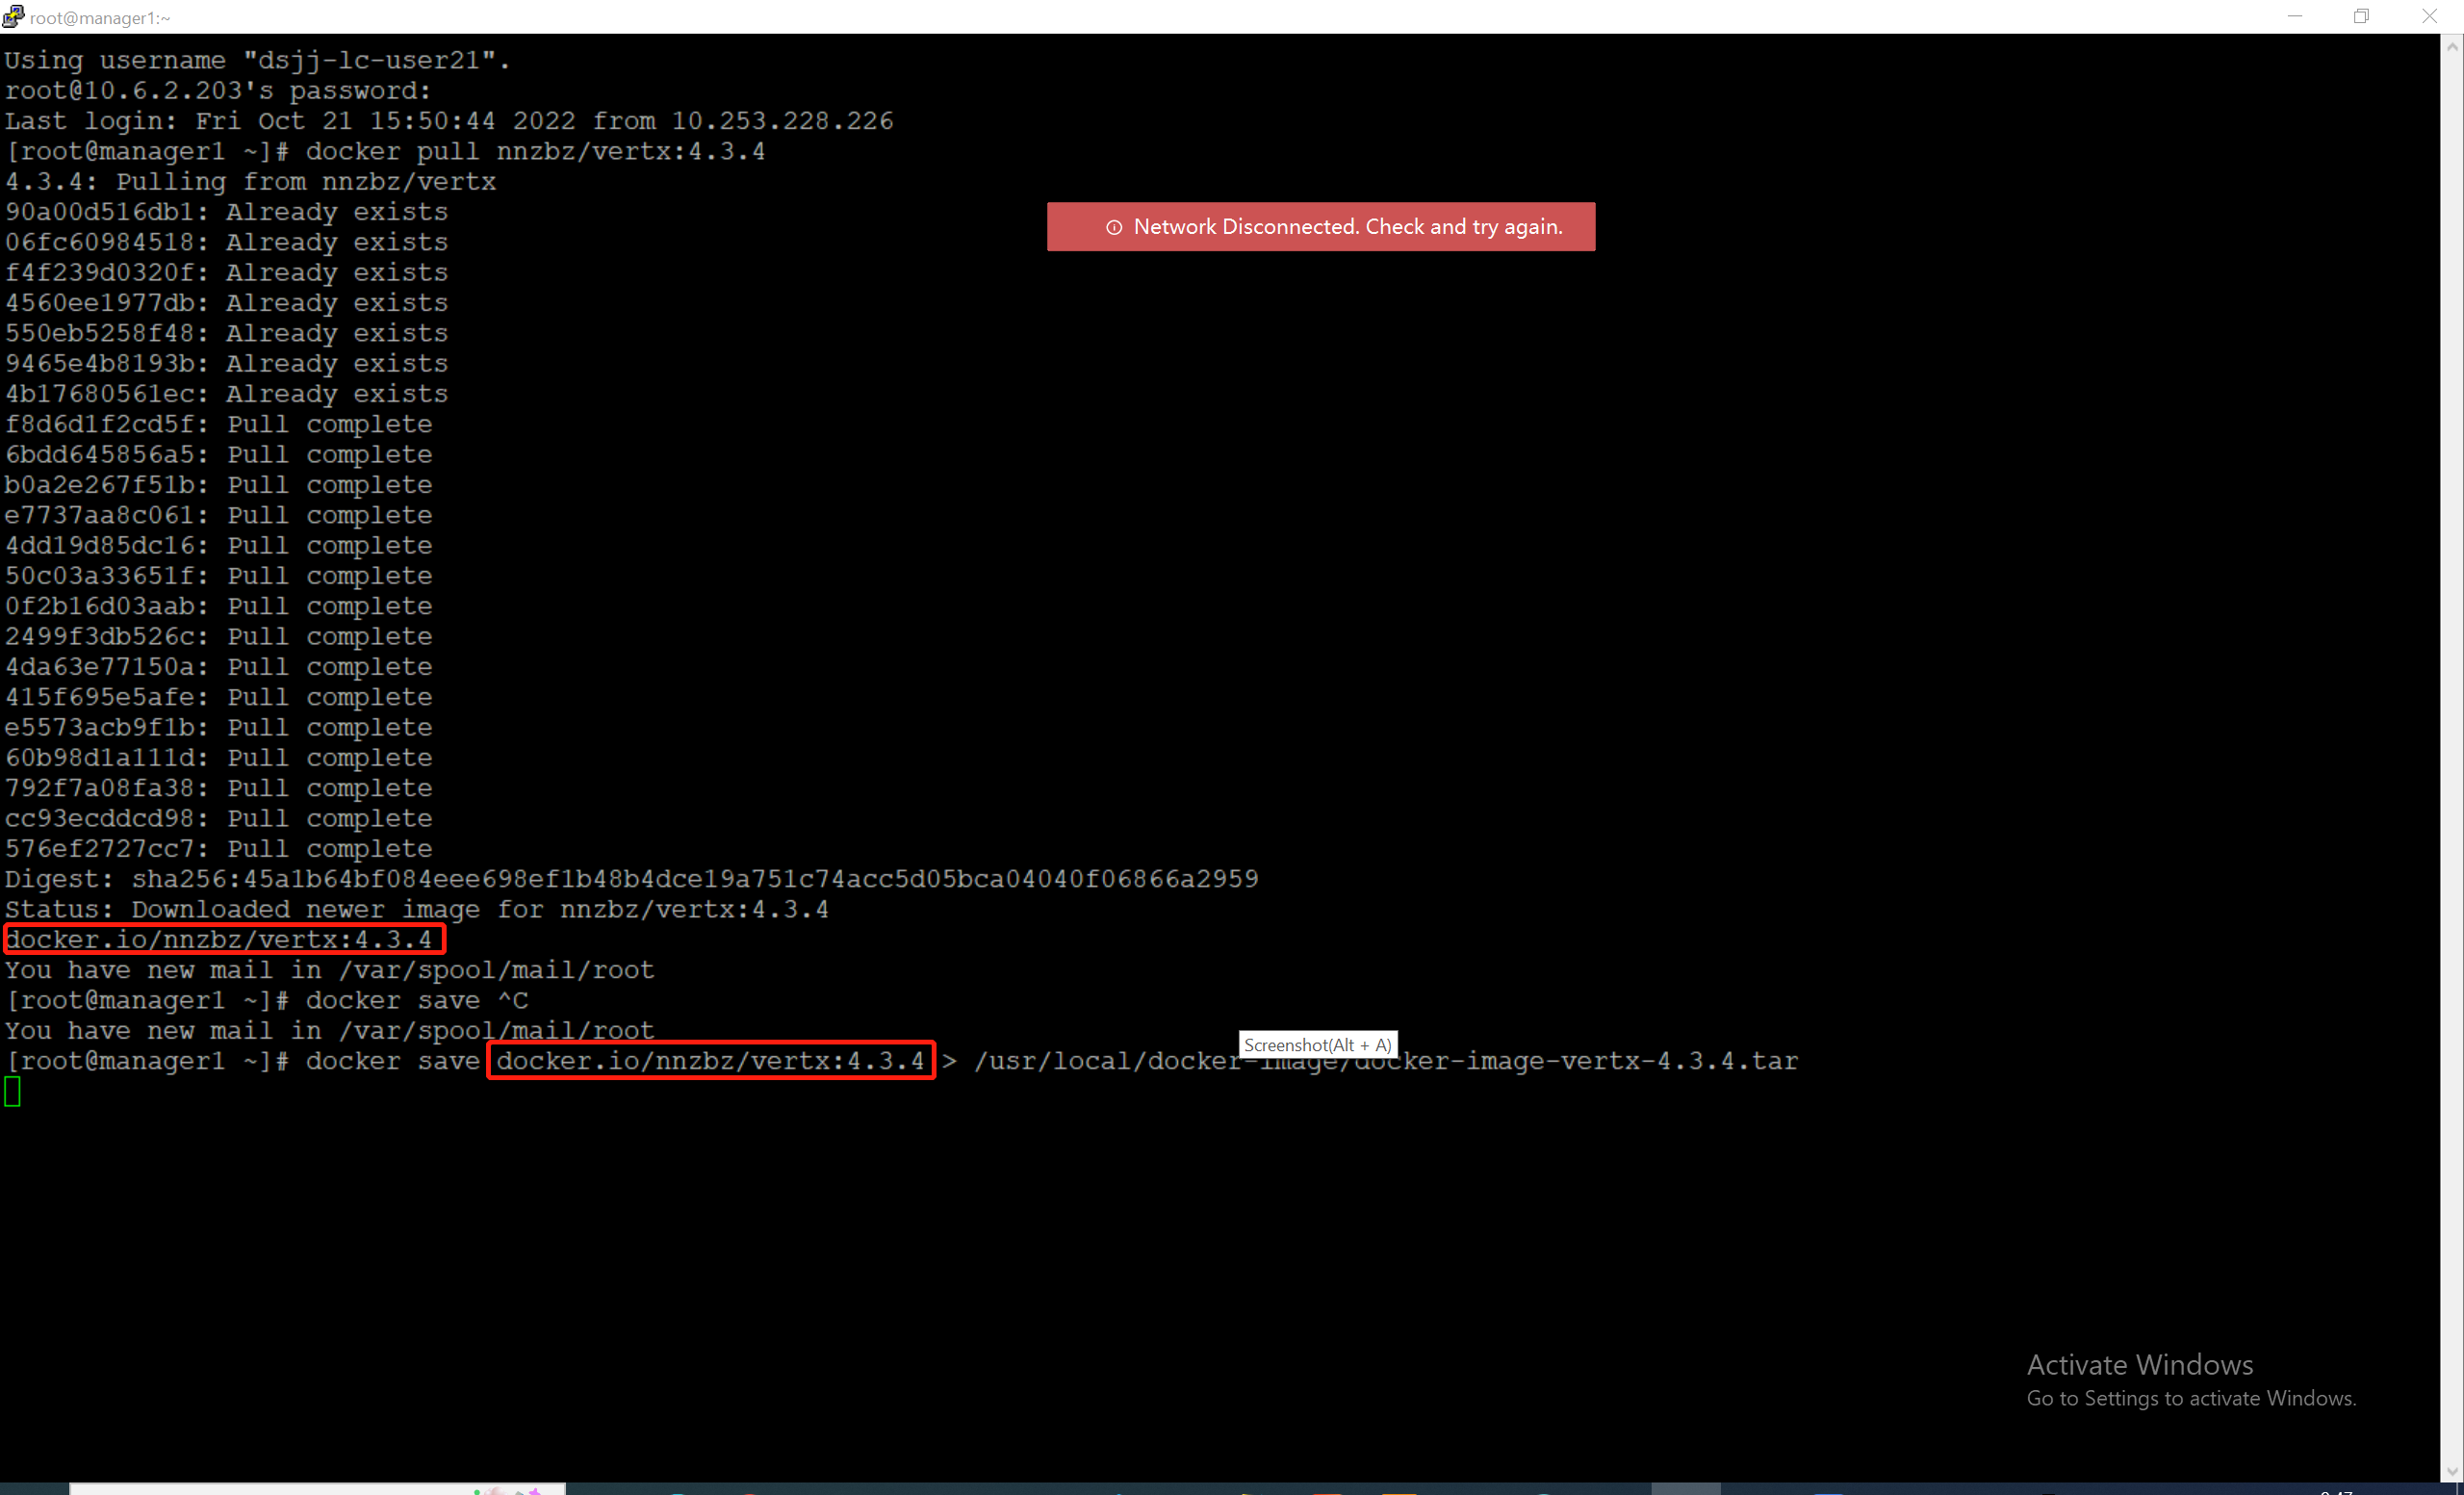 root@manager1:~
Using username "dsjj-lc-user21".
root@10.6.2.203's password:
Last login: Fri Oct 21 15:50:44 2022 from 10.253.228.226
[root@manager1 ~]# docker pull nnzbz/vertx:4.3.4
4.3.4: Pulling from nnzbz/vertx
90a00d516db1: Already exists
Network Disconnected. Check and try again.
06fc60984518: Already exists
f4f239d0320f: Already exists
4560ee1977db: Already exists
550eb5258f48: Already exists
9465e4b8193b: Already exists
4b17680561ec: Already exists
f8d6d1f2cd5f: Pull complete
6bdd645856a5: Pull complete
b0a2e267f51b: Pull complete
e7737aa8c061: Pull complete
4dd19d85dc16: Pull complete
50c03a33651f: Pull complete
0f2b16d03aab: Pull complete
2499f3db526c: Pull complete
4da63e77150a: Pull complete
415f695e5afe: Pull complete
e5573acb9f1b: Pull complete
60b98d1a111d: Pull complete
792f7a08fa38: Pull complete
cc93ecddcd98: Pull complete
576ef2727cc7: Pull complete
Digest: sha256:45a1b64bf084eee698ef1b48b4dce19a751c74acc5d05bca04040f06866a2959
Status: Downloaded newer image for nnzbz/vertx:4.3.4
docker.io/nnzbz/vertx:4.3.4
You have new mail in /var/spool/mail/root
[root@manager1 ~]# docker save ^C
You have new mail in /var/spool/mail/root
Screenshot(Alt + A)
[root@manager1 ~]# docker save docker.io/nnzbz/vertx:4.3.4 > /usr/local/docker-image/docker-image-vertx-4.3.4.tar
Activate Windows
Go to Settings to activate Windows.